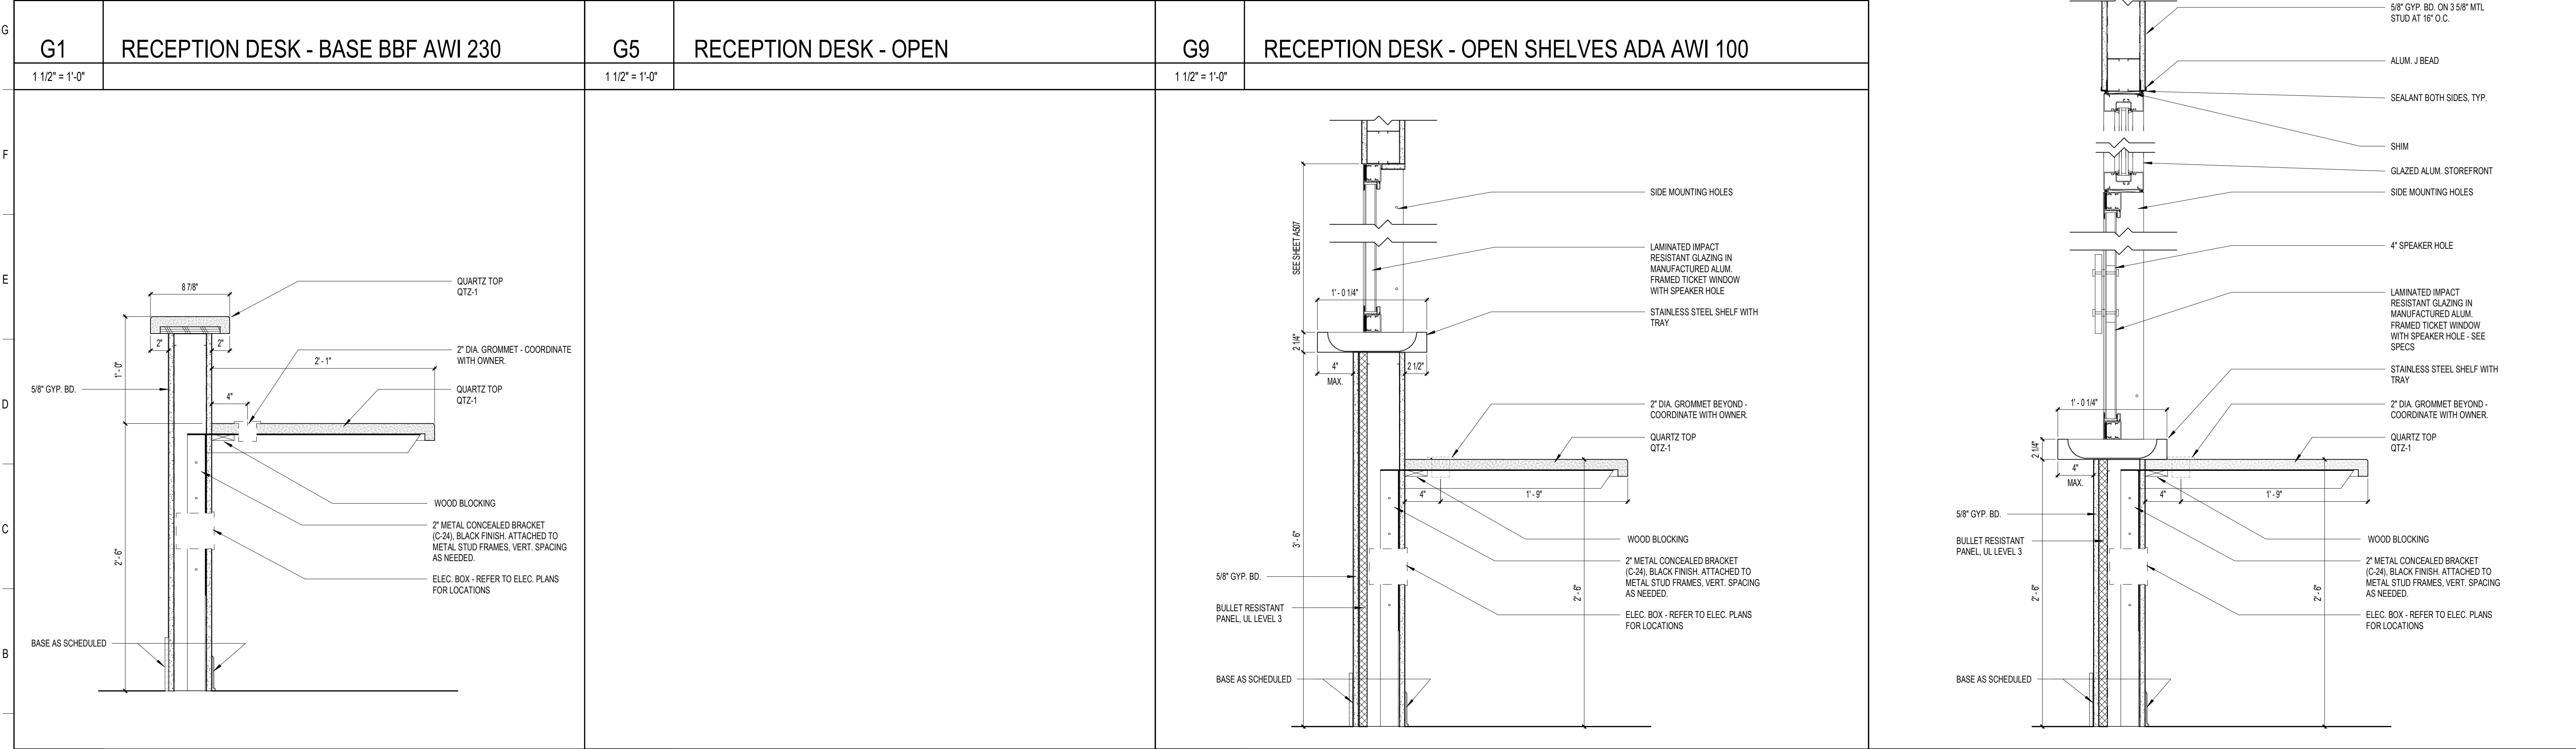 G
F
E
D
C
B
G1
RECEPTION DESK - BASE BBF AWI 230
1 1/2" = 1'-0"
8 7/8"
QUARTZ TOP
QTZ-1
2"
2"
1' - 0"
2" DIA. GROMMET - COORDINATE
WITH OWNER.
2' - 1"
5/8" GYP. BD.
QUARTZ TOP
QTZ-1
4"
WOOD BLOCKING
2" METAL CONCEALED BRACKET
(C-24), BLACK FINISH. ATTACHED TO
METAL STUD FRAMES, VERT. SPACING
AS NEEDED.
2' - 6"
ELEC. BOX - REFER TO ELEC. PLANS
FOR LOCATIONS
BASE AS SCHEDULED
G5
RECEPTION DESK - OPEN
1 1/2" = 1'-0"
G9
RECEPTION DESK - OPEN SHELVES ADA AWI 100
1 1/2" = 1'-0"
SIDE MOUNTING HOLES
SEE SHEET A507
LAMINATED IMPACT
RESISTANT GLAZING IN
MANUFACTURED ALUM.
FRAMED TICKET WINDOW
WITH SPEAKER HOLE
1' - 0 1/4"
STAINLESS STEEL SHELF WITH
TRAY
2 1/4"
4"
MAX.
2 1/2"
2" DIA. GROMMET BEYOND -
COORDINATE WITH OWNER.
QUARTZ TOP
QTZ-1
4"
1' - 9"
3' - 6"
WOOD BLOCKING
2" METAL CONCEALED BRACKET
(C-24), BLACK FINISH. ATTACHED TO
METAL STUD FRAMES, VERT. SPACING
AS NEEDED.
5/8" GYP. BD.
2' - 6"
BULLET RESISTANT
PANEL, UL LEVEL 3
ELEC. BOX - REFER TO ELEC. PLANS
FOR LOCATIONS
BASE AS SCHEDULED
5/8" GYP. BD. ON 3 5/8" MTL
STUD AT 16" O.C.
ALUM. J BEAD
SEALANT BOTH SIDES, TYP.
SHIM
GLAZED ALUM. STOREFRONT
SIDE MOUNTING HOLES
4" SPEAKER HOLE
LAMINATED IMPACT
RESISTANT GLAZING IN
MANUFACTURED ALUM.
FRAMED TICKET WINDOW
WITH SPEAKER HOLE - SEE
SPECS
STAINLESS STEEL SHELF WITH
TRAY
1' - 0 1/4"
2" DIA. GROMMET BEYOND -
COORDINATE WITH OWNER.
QUARTZ TOP
QTZ-1
2 1/4"
4"
MAX.
4"
1' - 9"
5/8" GYP. BD.
BULLET RESISTANT
PANEL, UL LEVEL 3
WOOD BLOCKING
2" METAL CONCEALED BRACKET
(C-24), BLACK FINISH. ATTACHED TO
METAL STUD FRAMES, VERT. SPACING
AS NEEDED.
2' - 6"
2' - 6"
ELEC. BOX - REFER TO ELEC. PLANS
FOR LOCATIONS
BASE AS SCHEDULED